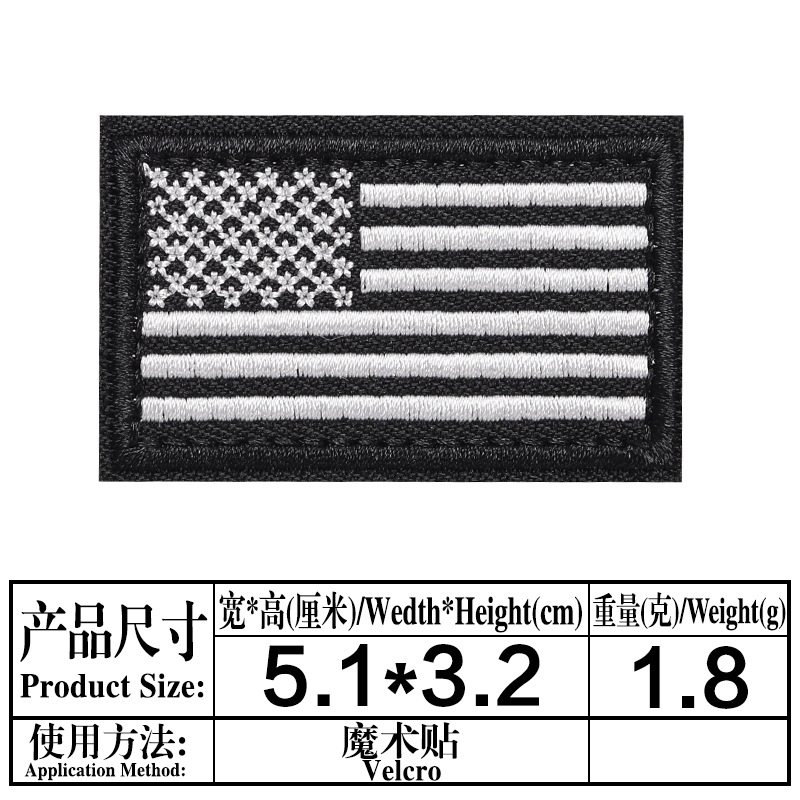 产品尺寸
Product Size:
宽*高(厘米)/Wedth*Height(cm)
重量(克)/Weight(g)
5.1*3.2
1.8
使用方法:
Application Method:
魔术贴
Velcro